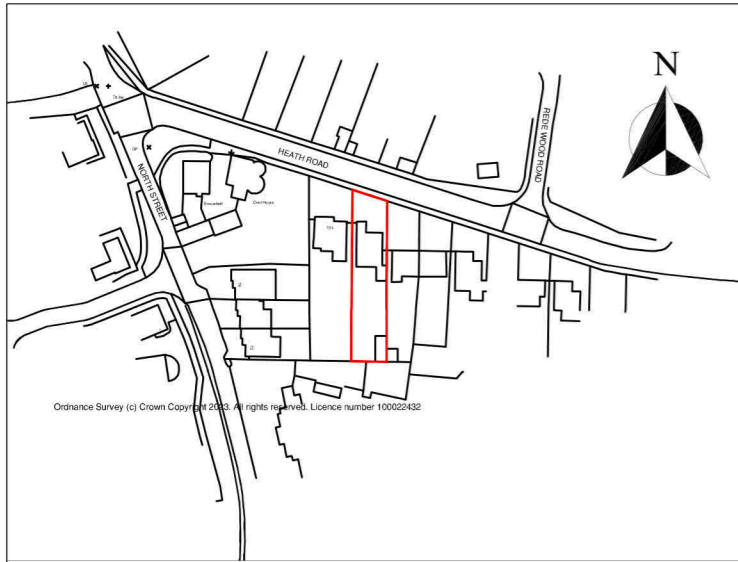 N
HEATH ROAD
REDE WOOD ROAD
NORTH STREET
Ordnance Survey (c) Crown Copyright 2023. All rights reserved. Licence number 100022432